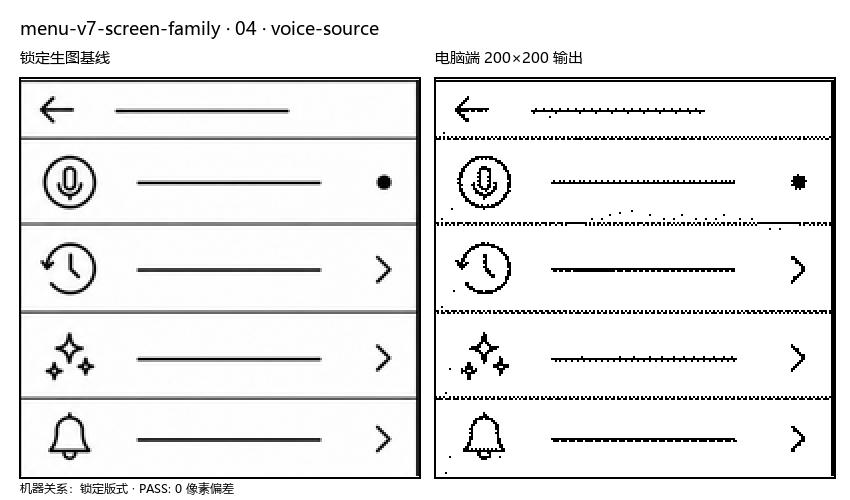 menu-v7-screen-family · 04 · voice-source
锁定生图基线
电脑端 200×200 输出
机器关系：锁定版式 · PASS: 0 像素偏差